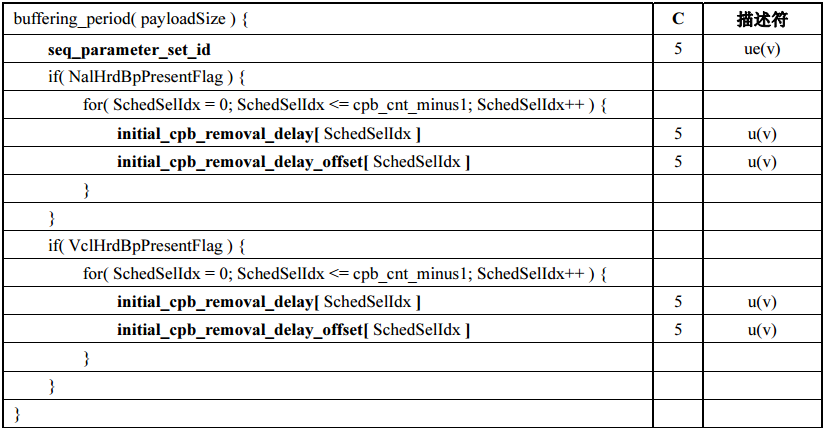 buffering_period( payloadSize ) { C 描述符
seq_parameter_set_id 5 ue(v)
if( NalHrdBpPresentFlag ) {
for( SchedSelIdx = 0; SchedSelIdx <= cpb_cnt_minus1; SchedSelIdx++ ) {
initial_cpb_removal_delay[ SchedSelIdx ] 5 u(v)
initial_cpb_removal_delay_offset[ SchedSelIdx ] 5 u(v)
}
}
if( VclHrdBpPresentFlag ) {
for( SchedSelIdx = 0; SchedSelIdx <= cpb_cnt_minus1; SchedSelIdx++ ) {
initial_cpb_removal_delay[ SchedSelIdx ] 5 u(v)
initial_cpb_removal_delay_offset[ SchedSelIdx ] 5 u(v)
}
}
}